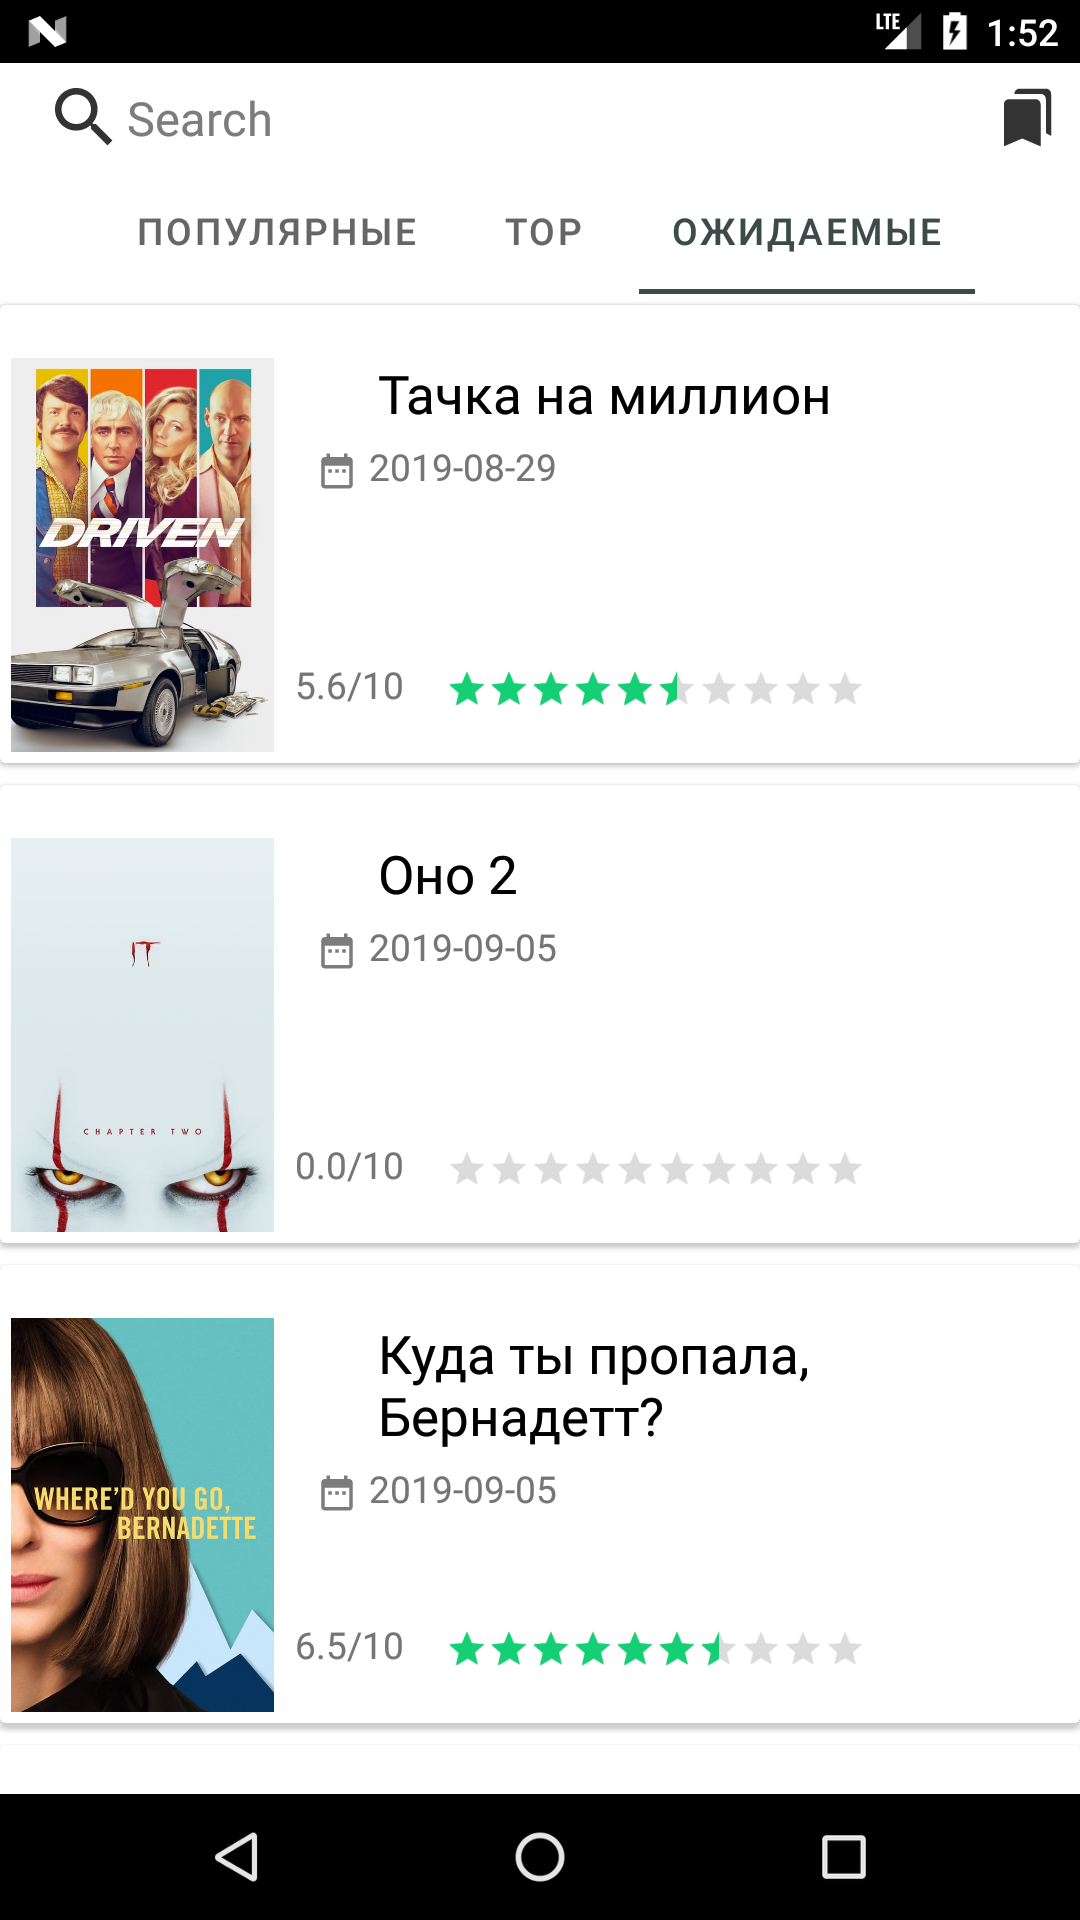 LTE 1:52
Search
ПОПУЛЯРНЫЕ TOP ОЖИДАЕМЫЕ
Тачка на миллион
2019-08-29
DRIVEN
5.6/10
Оно 2
2019-09-05
IT
CHAPTER TWO
0.0/10
Куда ты пропала,
Бернадетт?
2019-09-05
WHERE'D YOU GO,
BERNADETTE
6.5/10